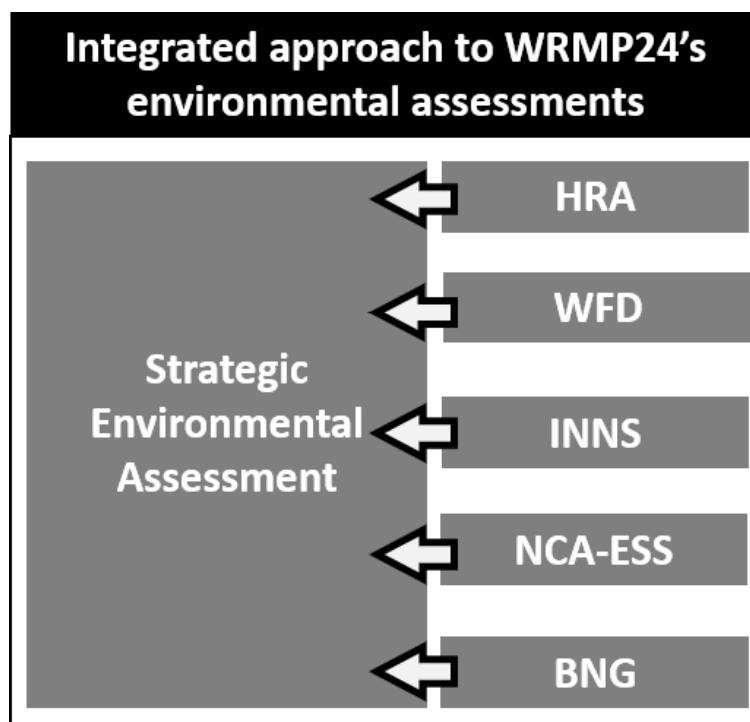 Integrated approach to WRMP24's
environmental assessments
Strategic
Environmental
Assessment
HRA
WFD
INNS
NCA-ESS
BNG